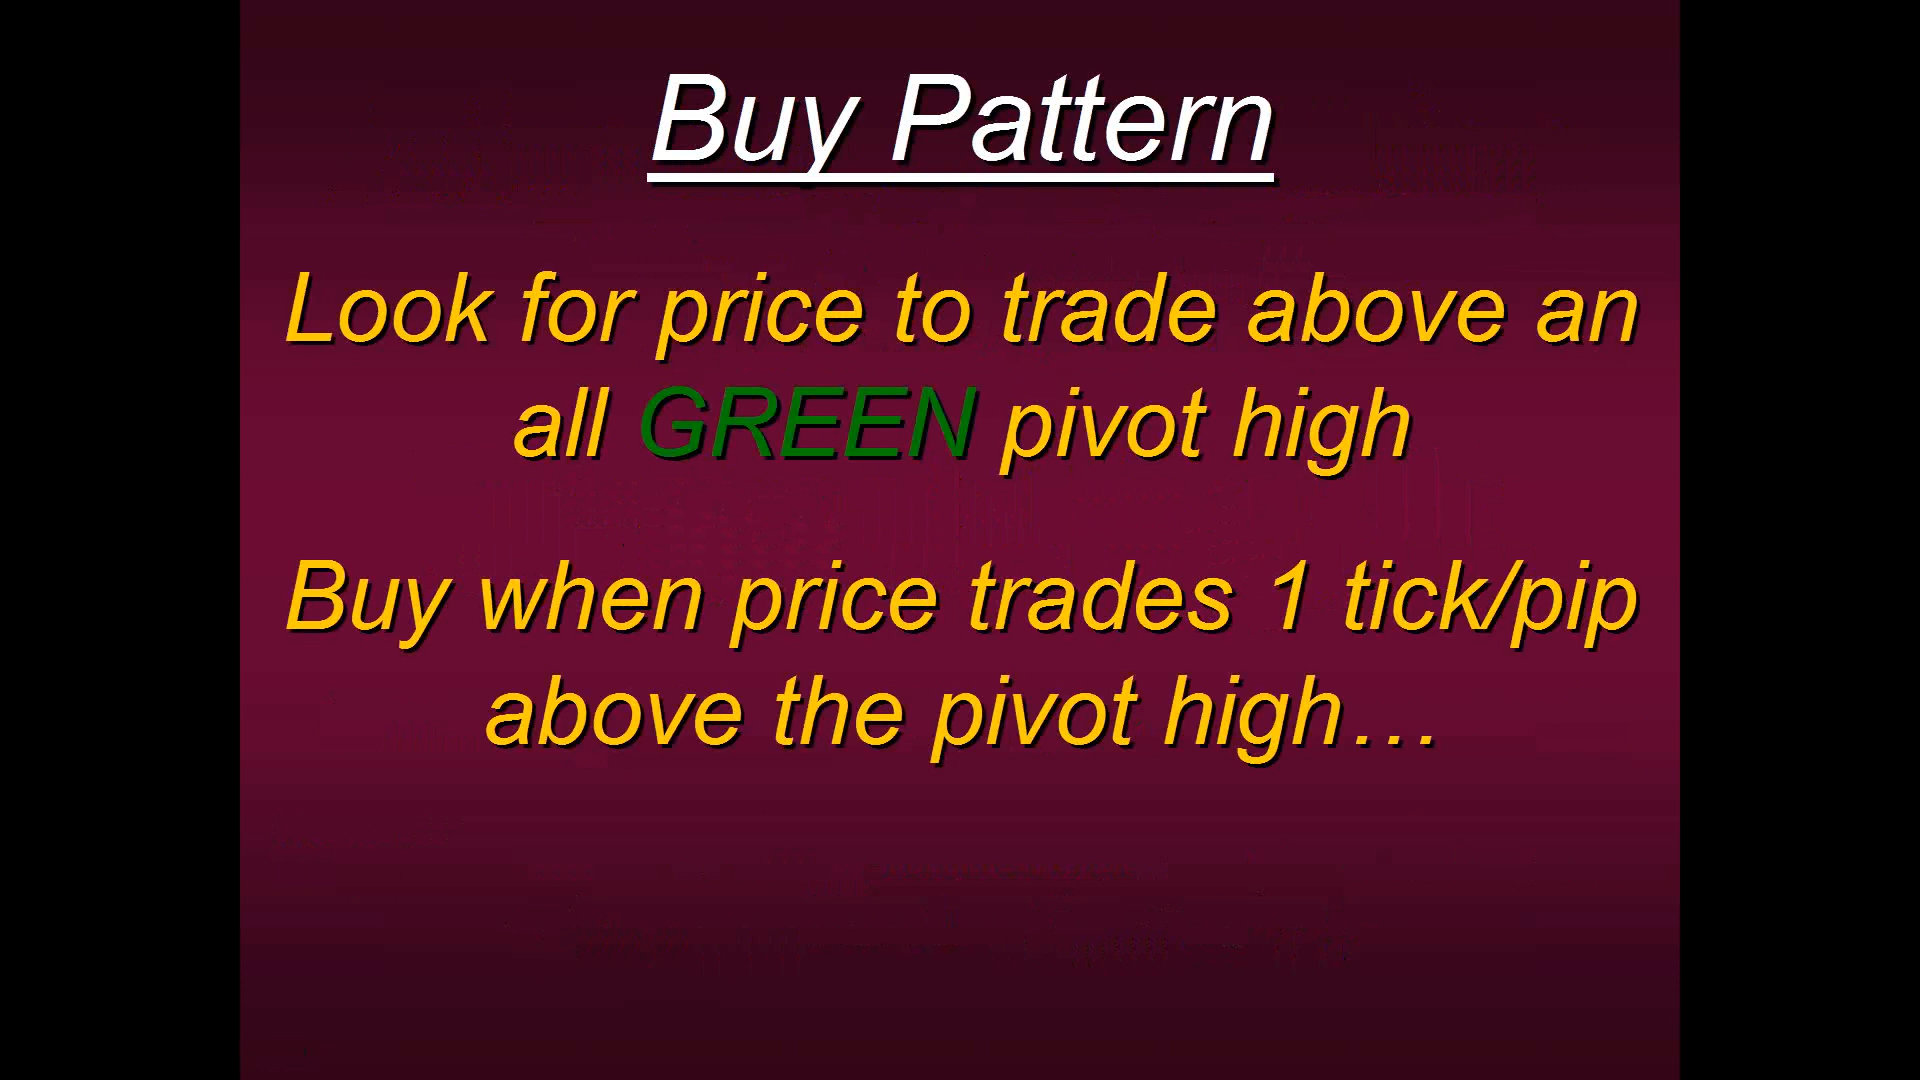 Buy Pattern
Look for price to trade above an
all GREEN pivot high
Buy when price trades 1 tick/pip
above the pivot high…